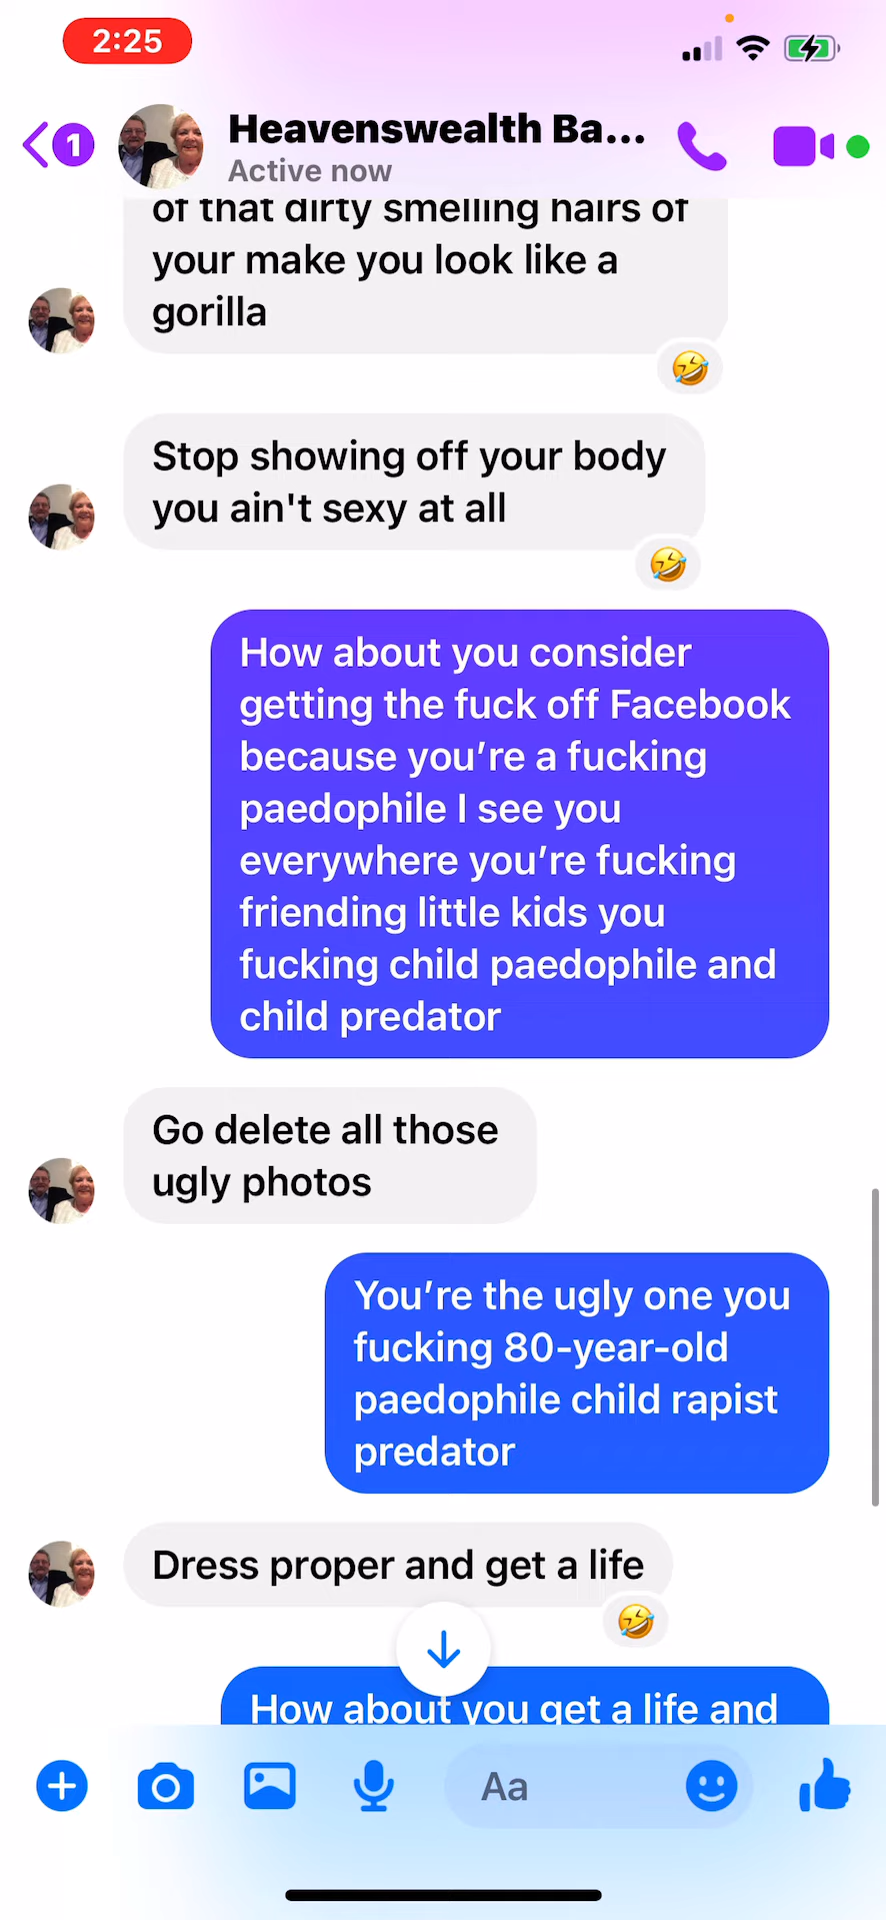 2:25
1
Heavenswealth Ba...
Active now
of that dirty smelling hairs of
your make you look like a
gorilla
Stop showing off your body
you ain't sexy at all
How about you consider
getting the fuck off Facebook
because you’re a fucking
paedophile I see you
everywhere you’re fucking
friending little kids you
fucking child paedophile and
child predator
Go delete all those
ugly photos
You’re the ugly one you
fucking 80-year-old
paedophile child rapist
predator
Dress proper and get a life
How about you get a life and
Aa